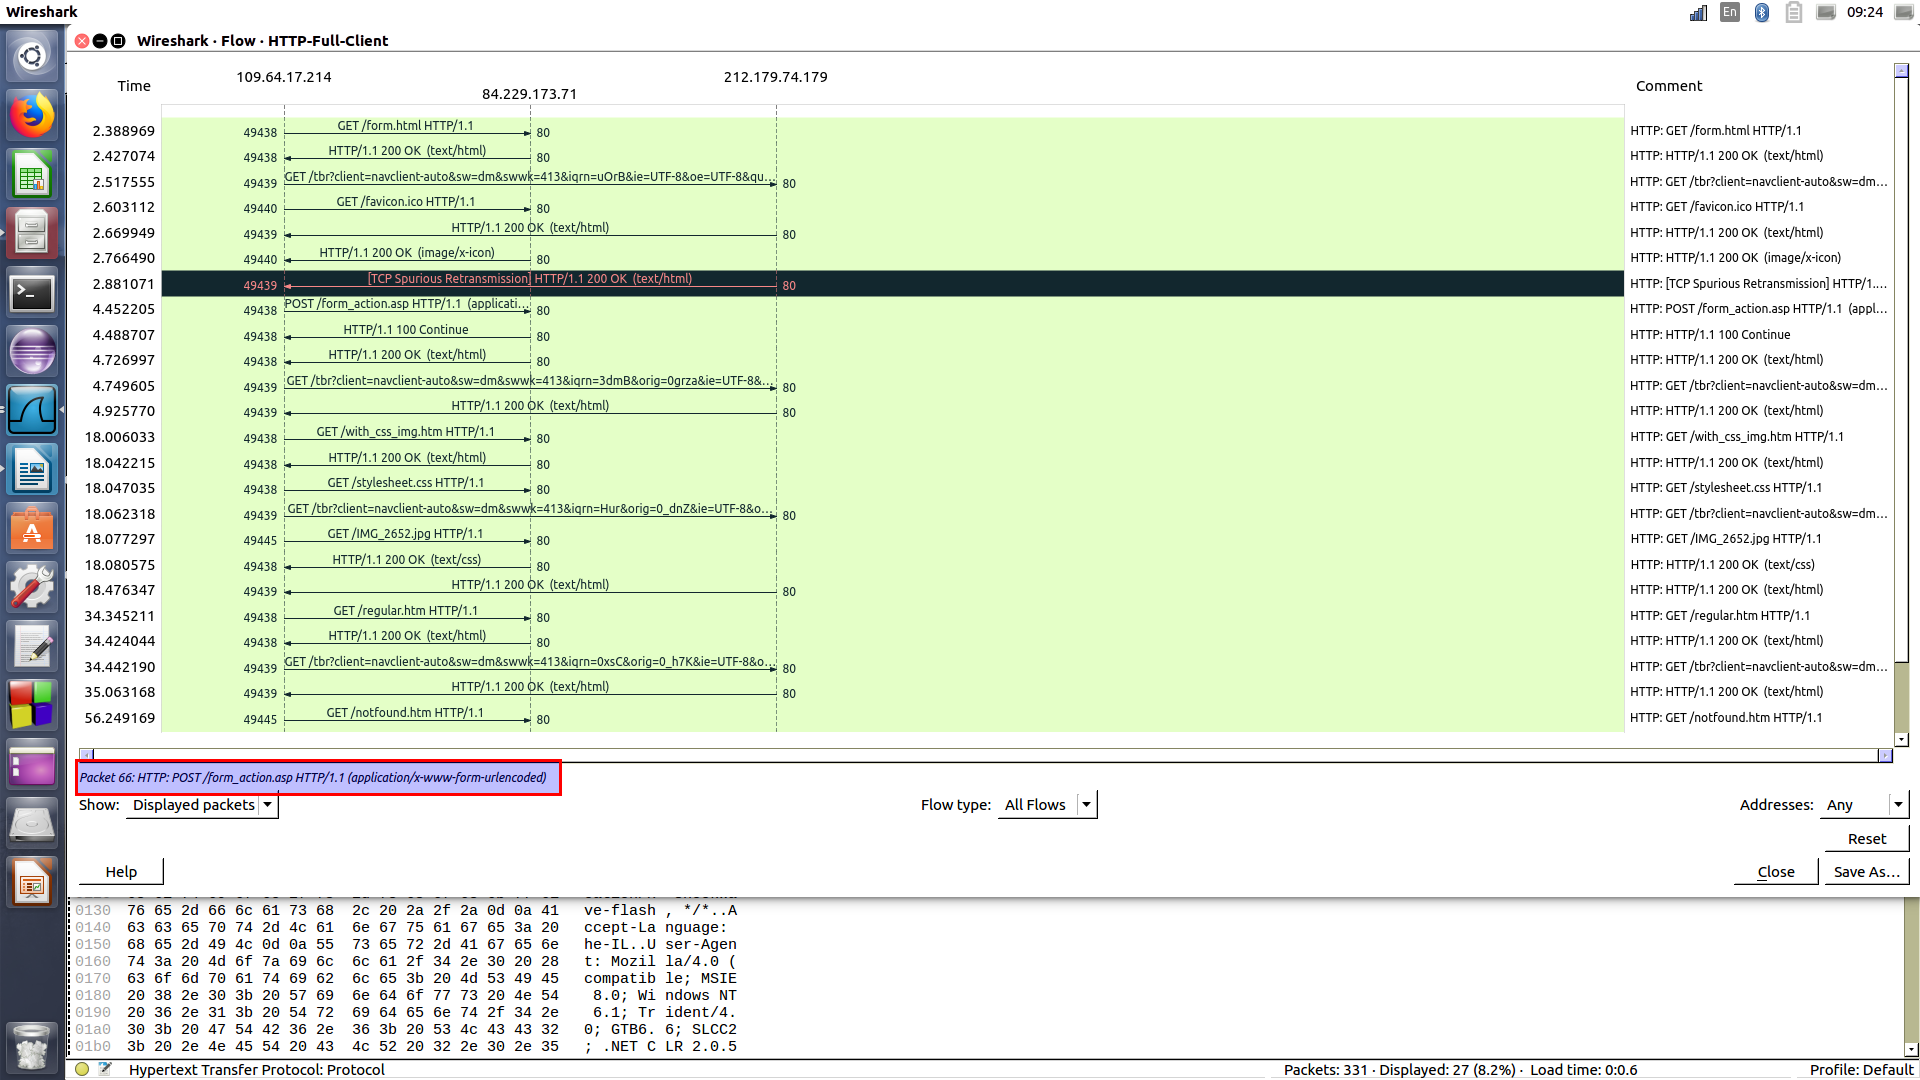 Wireshark
En
09:24
Wireshark · Flow · HTTP-Full-Client
Time
109.64.17.214
84.229.173.71
212.179.74.179
Comment
2.388969 49438 GET /form.html HTTP/1.1 80 HTTP: GET /form.html HTTP/1.1
2.427074 49438 HTTP/1.1 200 OK (text/html) 80 HTTP: HTTP/1.1 200 OK (text/html)
2.517555 49439 GET /tbr?client=navclient-auto&sw=dm&swwk=413&iqrn=uOrB&ie=UTF-8&oe=UTF-8&qu... 80 HTTP: GET /tbr?client=navclient-auto&sw=dm...
2.603112 49440 GET /favicon.ico HTTP/1.1 80 HTTP: GET /favicon.ico HTTP/1.1
2.669949 49439 HTTP/1.1 200 OK (text/html) 80 HTTP: HTTP/1.1 200 OK (text/html)
2.766490 49440 HTTP/1.1 200 OK (image/x-icon) 80 HTTP: HTTP/1.1 200 OK (image/x-icon)
2.881071 49439 [TCP Spurious Retransmission] HTTP/1.1 200 OK (text/html) 80 HTTP: [TCP Spurious Retransmission] HTTP/1....
4.452205 49438 POST /form_action.asp HTTP/1.1 (applicati... 80 HTTP: POST /form_action.asp HTTP/1.1 (appl...
4.488707 49438 HTTP/1.1 100 Continue 80 HTTP: HTTP/1.1 100 Continue
4.726997 49438 HTTP/1.1 200 OK (text/html) 80 HTTP: HTTP/1.1 200 OK (text/html)
4.749605 49439 GET /tbr?client=navclient-auto&sw=dm&swwk=413&iqrn=3dmB&orig=0grza&ie=UTF-8&... 80 HTTP: GET /tbr?client=navclient-auto&sw=dm...
4.925770 49439 HTTP/1.1 200 OK (text/html) 80 HTTP: HTTP/1.1 200 OK (text/html)
18.006033 49438 GET /with_css_img.htm HTTP/1.1 80 HTTP: GET /with_css_img.htm HTTP/1.1
18.042215 49438 HTTP/1.1 200 OK (text/html) 80 HTTP: HTTP/1.1 200 OK (text/html)
18.047035 49438 GET /stylesheet.css HTTP/1.1 80 HTTP: GET /stylesheet.css HTTP/1.1
18.062318 49439 GET /tbr?client=navclient-auto&sw=dm&swwk=413&iqrn=Hur&orig=0_dnZ&ie=UTF-8&o... 80 HTTP: GET /tbr?client=navclient-auto&sw=dm...
18.077297 49445 GET /IMG_2652.jpg HTTP/1.1 80 HTTP: GET /IMG_2652.jpg HTTP/1.1
18.080575 49438 HTTP/1.1 200 OK (text/css) 80 HTTP: HTTP/1.1 200 OK (text/css)
18.476347 49439 HTTP/1.1 200 OK (text/html) 80 HTTP: HTTP/1.1 200 OK (text/html)
34.345211 49438 GET /regular.htm HTTP/1.1 80 HTTP: GET /regular.htm HTTP/1.1
34.424044 49438 HTTP/1.1 200 OK (text/html) 80 HTTP: HTTP/1.1 200 OK (text/html)
34.442190 49439 GET /tbr?client=navclient-auto&sw=dm&swwk=413&iqrn=0xsC&orig=0_h7K&ie=UTF-8&o... 80 HTTP: GET /tbr?client=navclient-auto&sw=dm...
35.063168 49439 HTTP/1.1 200 OK (text/html) 80 HTTP: HTTP/1.1 200 OK (text/html)
56.249169 49445 GET /notfound.htm HTTP/1.1 80 HTTP: GET /notfound.htm HTTP/1.1
Packet 66: HTTP: POST /form_action.asp HTTP/1.1 (application/x-www-form-urlencoded)
Show: Displayed packets Flow type: All Flows Addresses: Any
Reset
Help Close Save As...
0130 76 65 2d 66 6c 61 73 68 2c 20 2a 2f 2a 0d 0a 41 ve-flash , */*..A
0140 63 63 65 70 74 2d 4c 61 6e 67 75 61 67 65 3a 20 ccept-La nguage:
0150 68 65 2d 49 4c 0d 0a 55 73 65 72 2d 41 67 65 6e he-IL..U ser-Agen
0160 74 3a 20 4d 6f 7a 69 6c 6c 61 2f 34 2e 30 20 28 t: Mozil la/4.0 (
0170 63 6f 6d 70 61 74 69 62 6c 65 3b 20 4d 53 49 45 compatib le; MSIE
0180 20 38 2e 30 3b 20 57 69 6e 64 6f 77 73 20 4e 54 8.0; Wi ndows NT
0190 20 36 2e 31 3b 20 54 72 69 64 65 6e 74 2f 34 2e 6.1; Tr ident/4.
01a0 30 3b 20 47 54 42 36 2e 36 3b 20 53 4c 43 43 32 0; GTB6. 6; SLCC2
01b0 3b 20 2e 4e 45 54 20 43 4c 52 20 32 2e 30 2e 35 ; .NET C LR 2.0.5
Hypertext Transfer Protocol: Protocol
Packets: 331 · Displayed: 27 (8.2%) · Load time: 0:0.6
Profile: Default